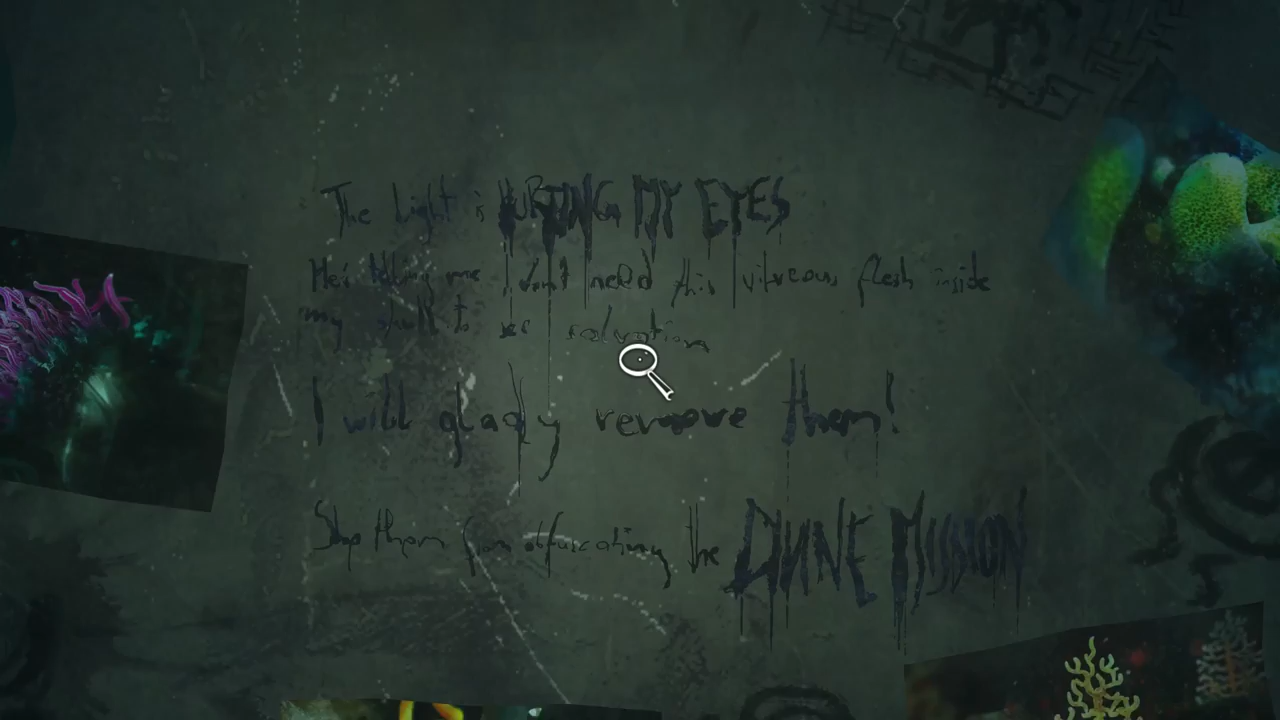 The Light is HURTING MY EYES
He's telling me I don't need this vitreous flesh inside
my skull to see salvation
I will gladly remove them!
Stop them from obfuscating the DIVINE MISSION